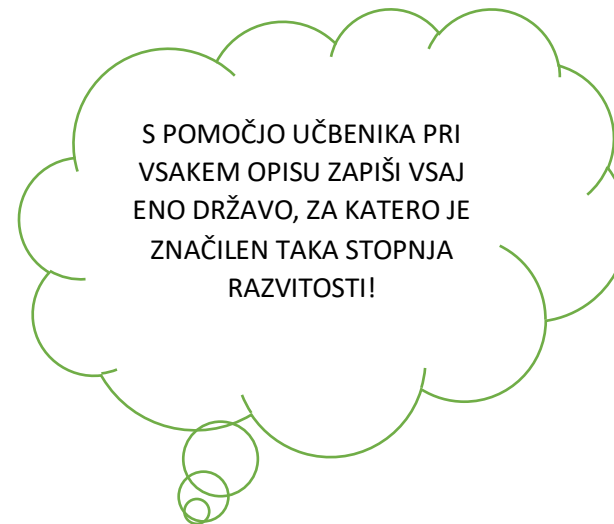 S POMOČJO UČBENIKA PRI
VSAKEM OPISU ZAPIŠI VSAJ
ENO DRŽAVO, ZA KATERO JE
ZNAČILEN TAKA STOPNJA
RAZVITOSTI!